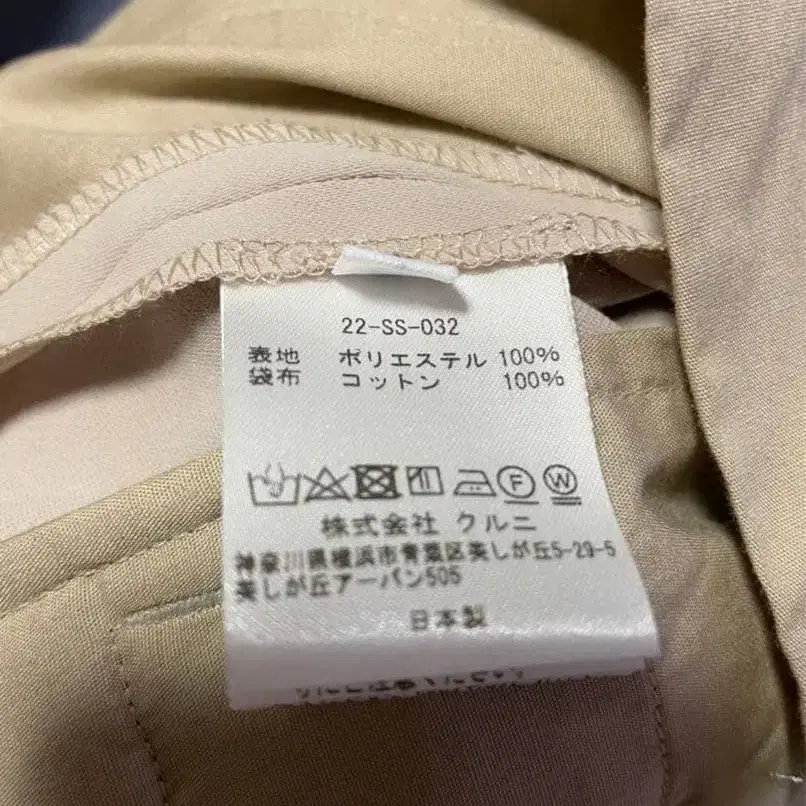 22-SS-032
表地 ポリエステル 100%
袋布 コットン 100%
F W
株式会社 クルニ
神奈川県横浜市青葉区美しが丘5-29-5
美しが丘アーバン505
日本製